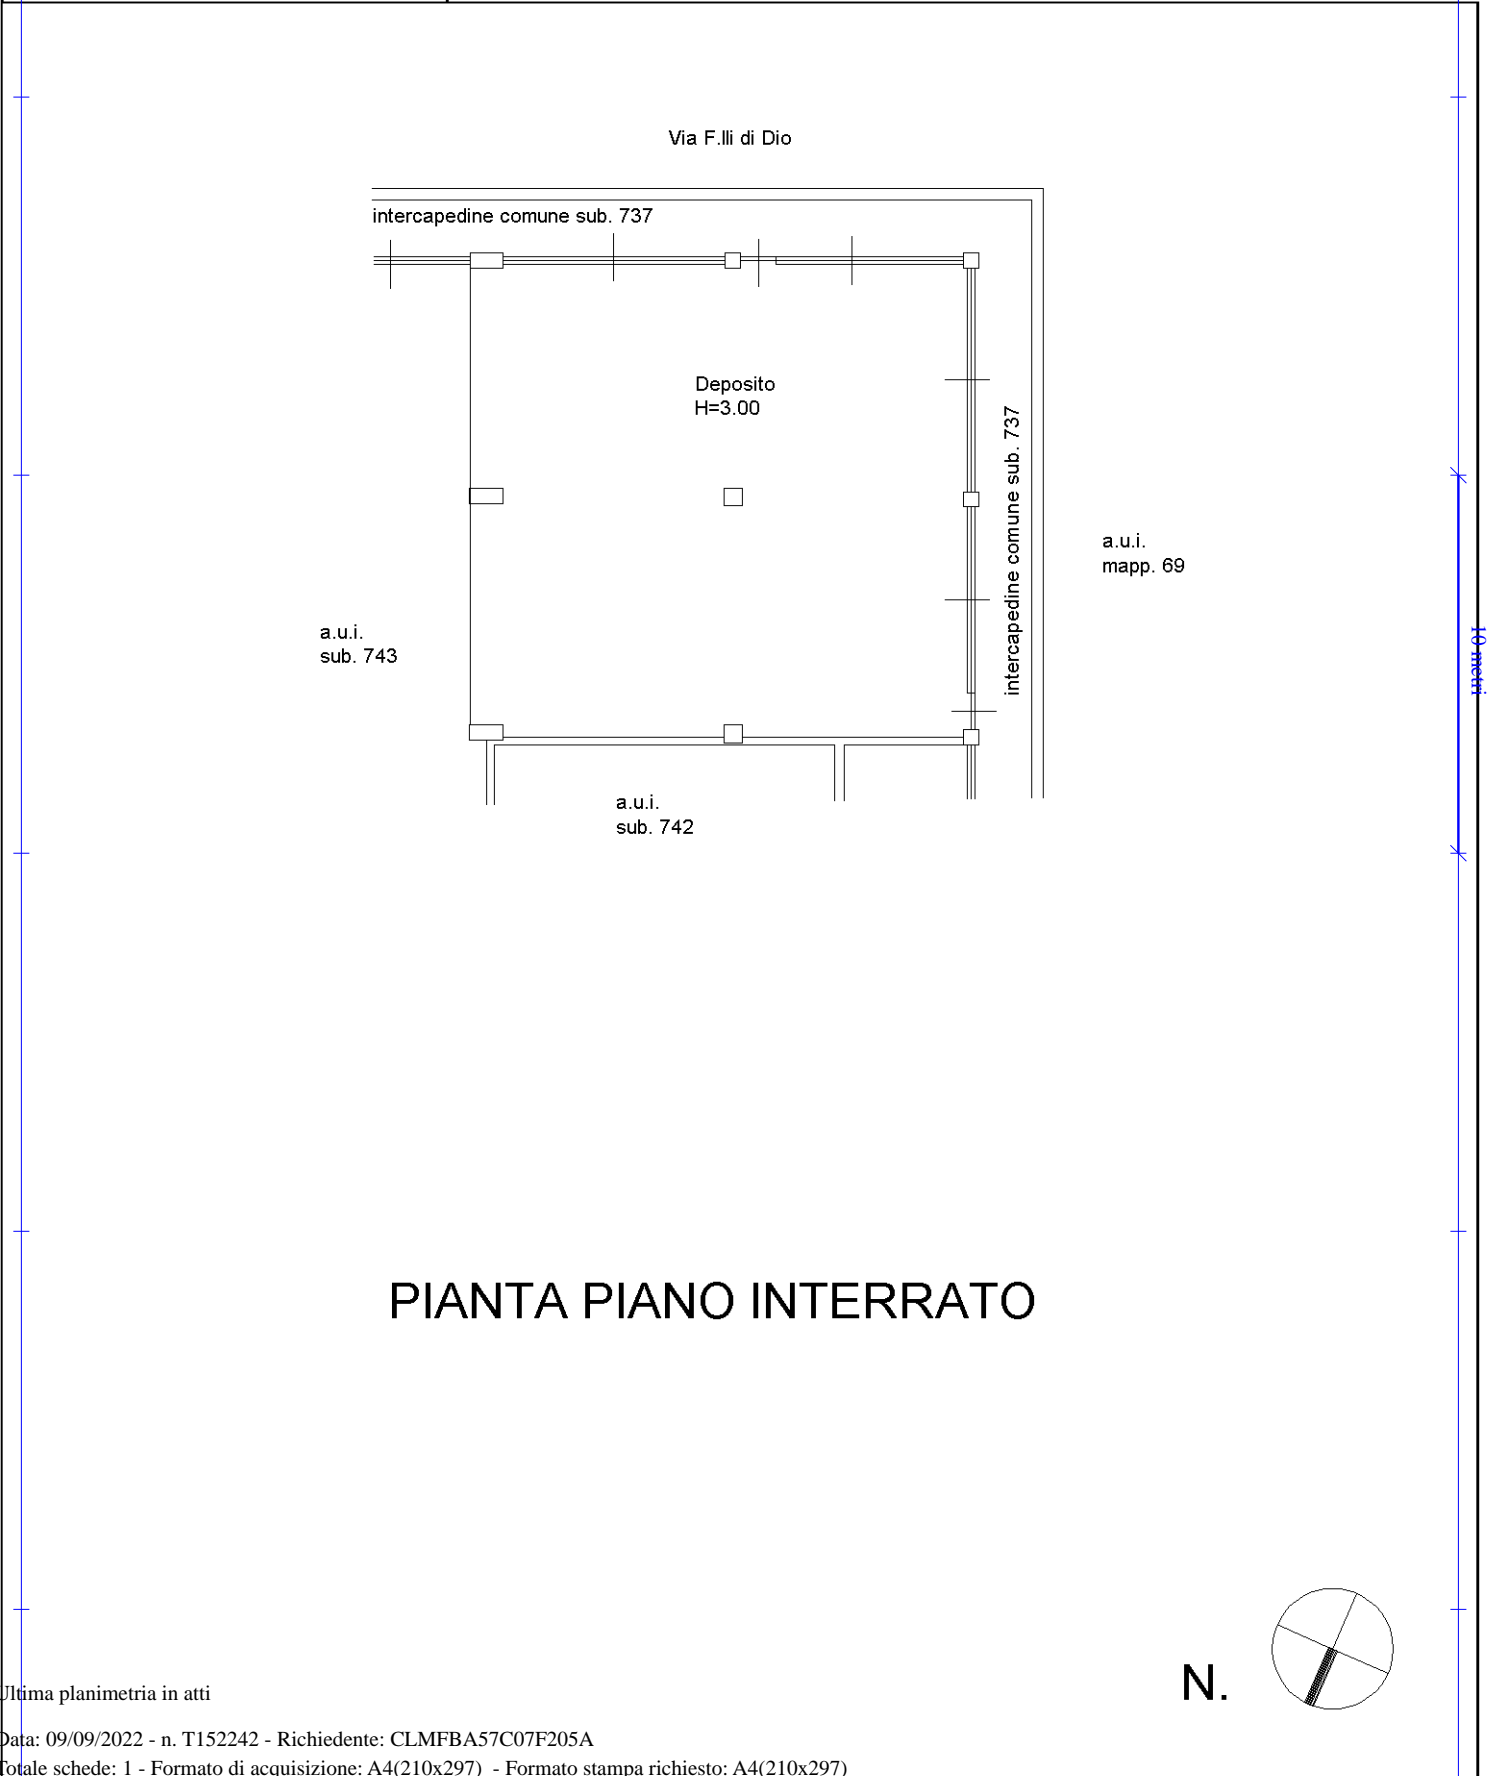 Via F.lli di Dio
intercapedine comune sub. 737
Deposito
H=3.00
intercapedine comune sub. 737
a.u.i.
mapp. 69
a.u.i.
sub. 743
10 metri
a.u.i.
sub. 742
PIANTA PIANO INTERRATO
N.
Ultima planimetria in atti
Data: 09/09/2022 - n. T152242 - Richiedente: CLMFBA57C07F205A
Totale schede: 1 - Formato di acquisizione: A4(210x297) - Formato stampa richiesto: A4(210x297)